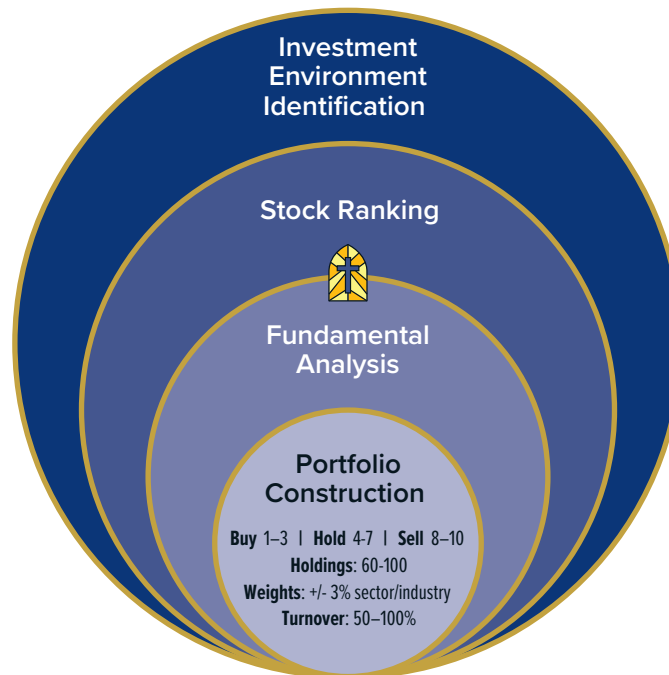 Investment
Environment
Identification
Stock Ranking
Fundamental
Analysis
Portfolio
Construction
Buy 1–3 | Hold 4-7 | Sell 8–10
Holdings: 60-100
Weights: +/- 3% sector/industry
Turnover: 50–100%